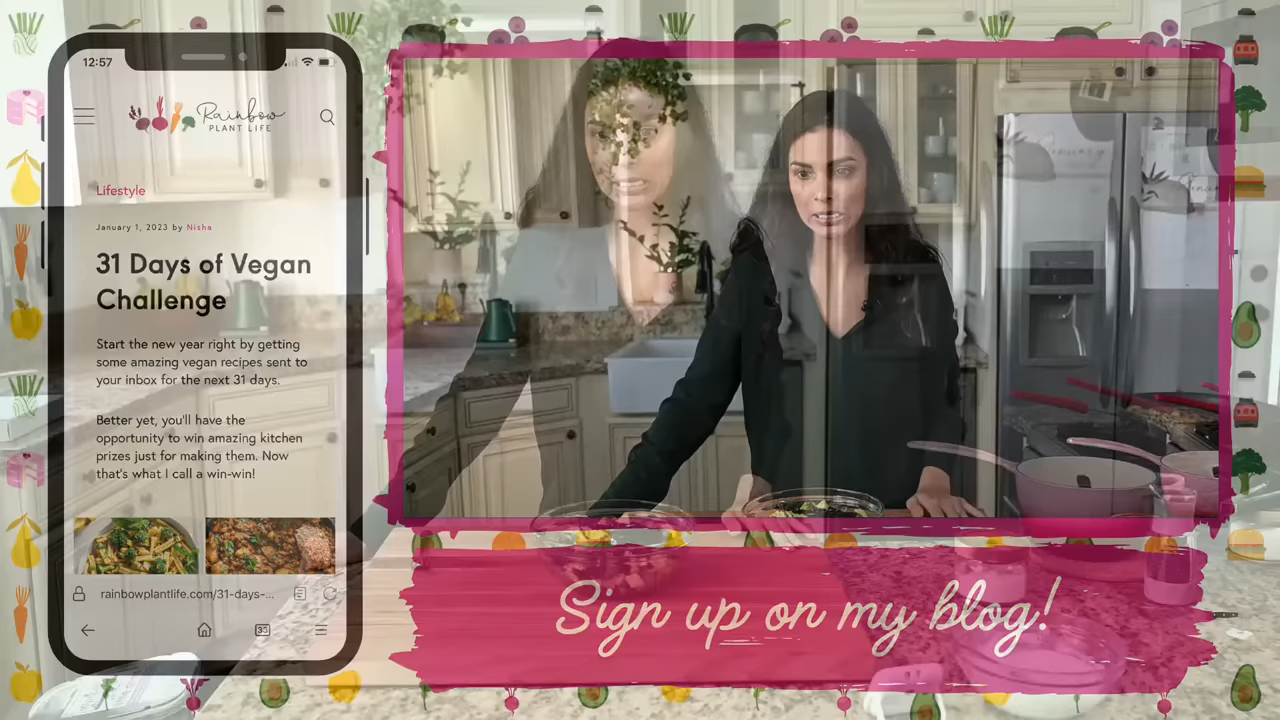 12:57
Rainbow
PLANT LIFE
Lifestyle
January 1, 2023 by Nisha
31 Days of Vegan
Challenge
Start the new year right by getting
some amazing vegan recipes sent to
your inbox for the next 31 days.
Better yet, you'll have the
opportunity to win amazing kitchen
prizes just for making them. Now
that's what I call a win-win!
rainbowplantlife.com/31-days-...
33
January
Sign up on my blog!